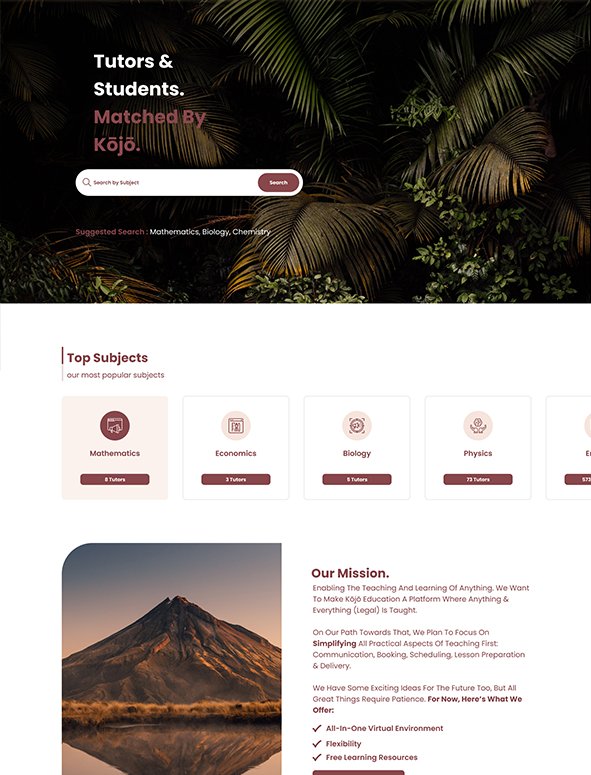 Tutors &
Students.
Matched By
Kōjō.
Search by Subject
Search
Suggested Search : Mathematics, Biology, Chemistry
Top Subjects
our most popular subjects
Mathematics
Economics
Biology
Physics
8 Tutors
3 Tutors
5 Tutors
73 Tutors
573
Our Mission.
Enabling The Teaching And Learning Of Anything. We Want
To Make Kōjō Education A Platform Where Anything &
Everything (Legal) Is Taught.
On Our Path Towards That, We Plan To Focus On
Simplifying All Practical Aspects Of Teaching First:
Communication, Booking, Scheduling, Lesson Preparation
& Delivery.
We Have Some Exciting Ideas For The Future Too, But All
Great Things Require Patience. For Now, Here's What We
Offer:
All-In-One Virtual Environment
Flexibility
Free Learning Resources